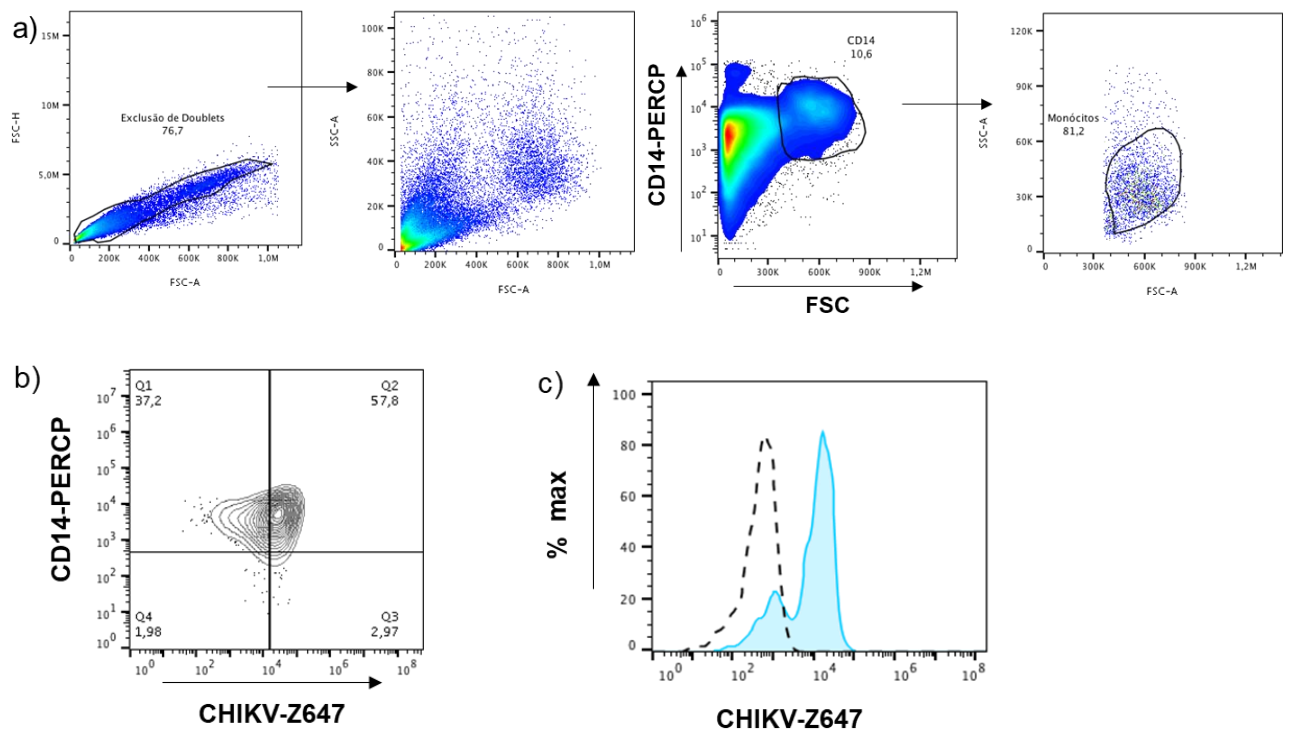 a)
15M
10M
5,0M
0
FSC-H
Exclusão de Doublets
76,7
0 200K 400K 600K 800K 1,0M
FSC-A
100K
80K
60K
40K
20K
0
SSC-A
0 200K 400K 600K 800K 1,0M
FSC-A
CD14-PERCP
10^6
10^5
10^4
10^3
10^2
10^1
CD14
10,6
0 300K 600K 900K 1,2M
FSC
120K
90K
60K
30K
0
SSC-A
Monócitos
81,2
0 300K 600K 900K 1,2M
FSC-A
b)
CD14-PERCP
10^7
10^6
10^5
10^4
10^3
10^2
10^1
10^0
Q1
37,2
Q2
57,8
Q4
1,98
Q3
2,97
10^0 10^2 10^4 10^6 10^8
CHIKV-Z647
c)
% max
100
80
60
40
20
0
10^0 10^2 10^4 10^6 10^8
CHIKV-Z647